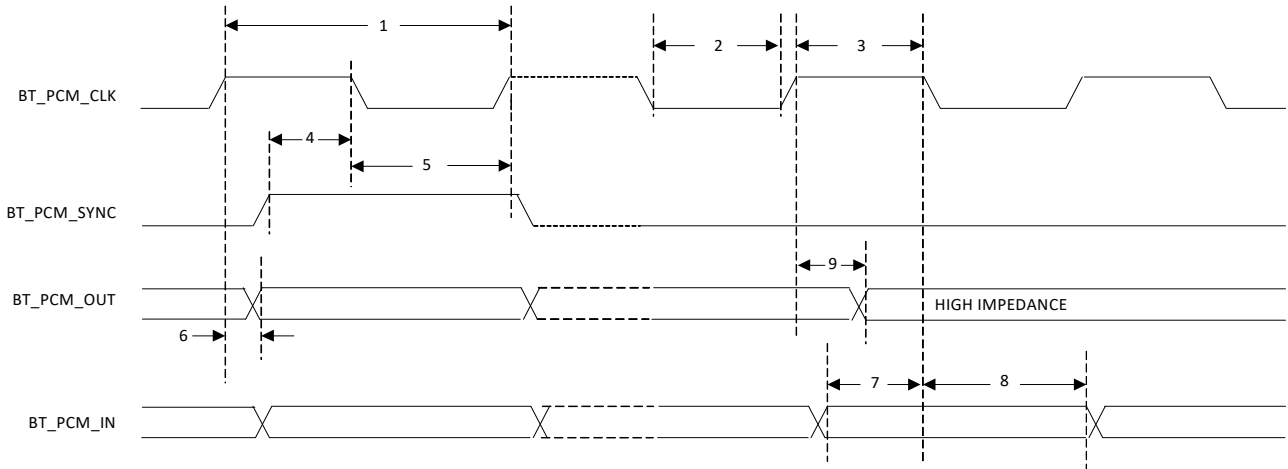 1
2
3
BT_PCM_CLK
4
5
BT_PCM_SYNC
9
BT_PCM_OUT
HIGH IMPEDANCE
6
7
8
BT_PCM_IN